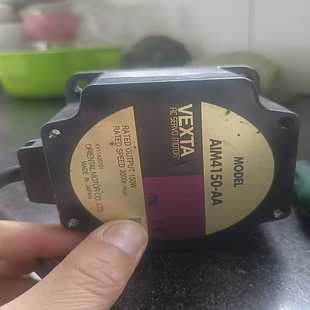 VEXTA
AC SERVO MOTOR
MODEL
AIM4150-AA
RATED OUTPUT 150W
RATED SPEED 3000r/min
ORIENTAL MOTOR CO., LTD.
MADE IN JAPAN